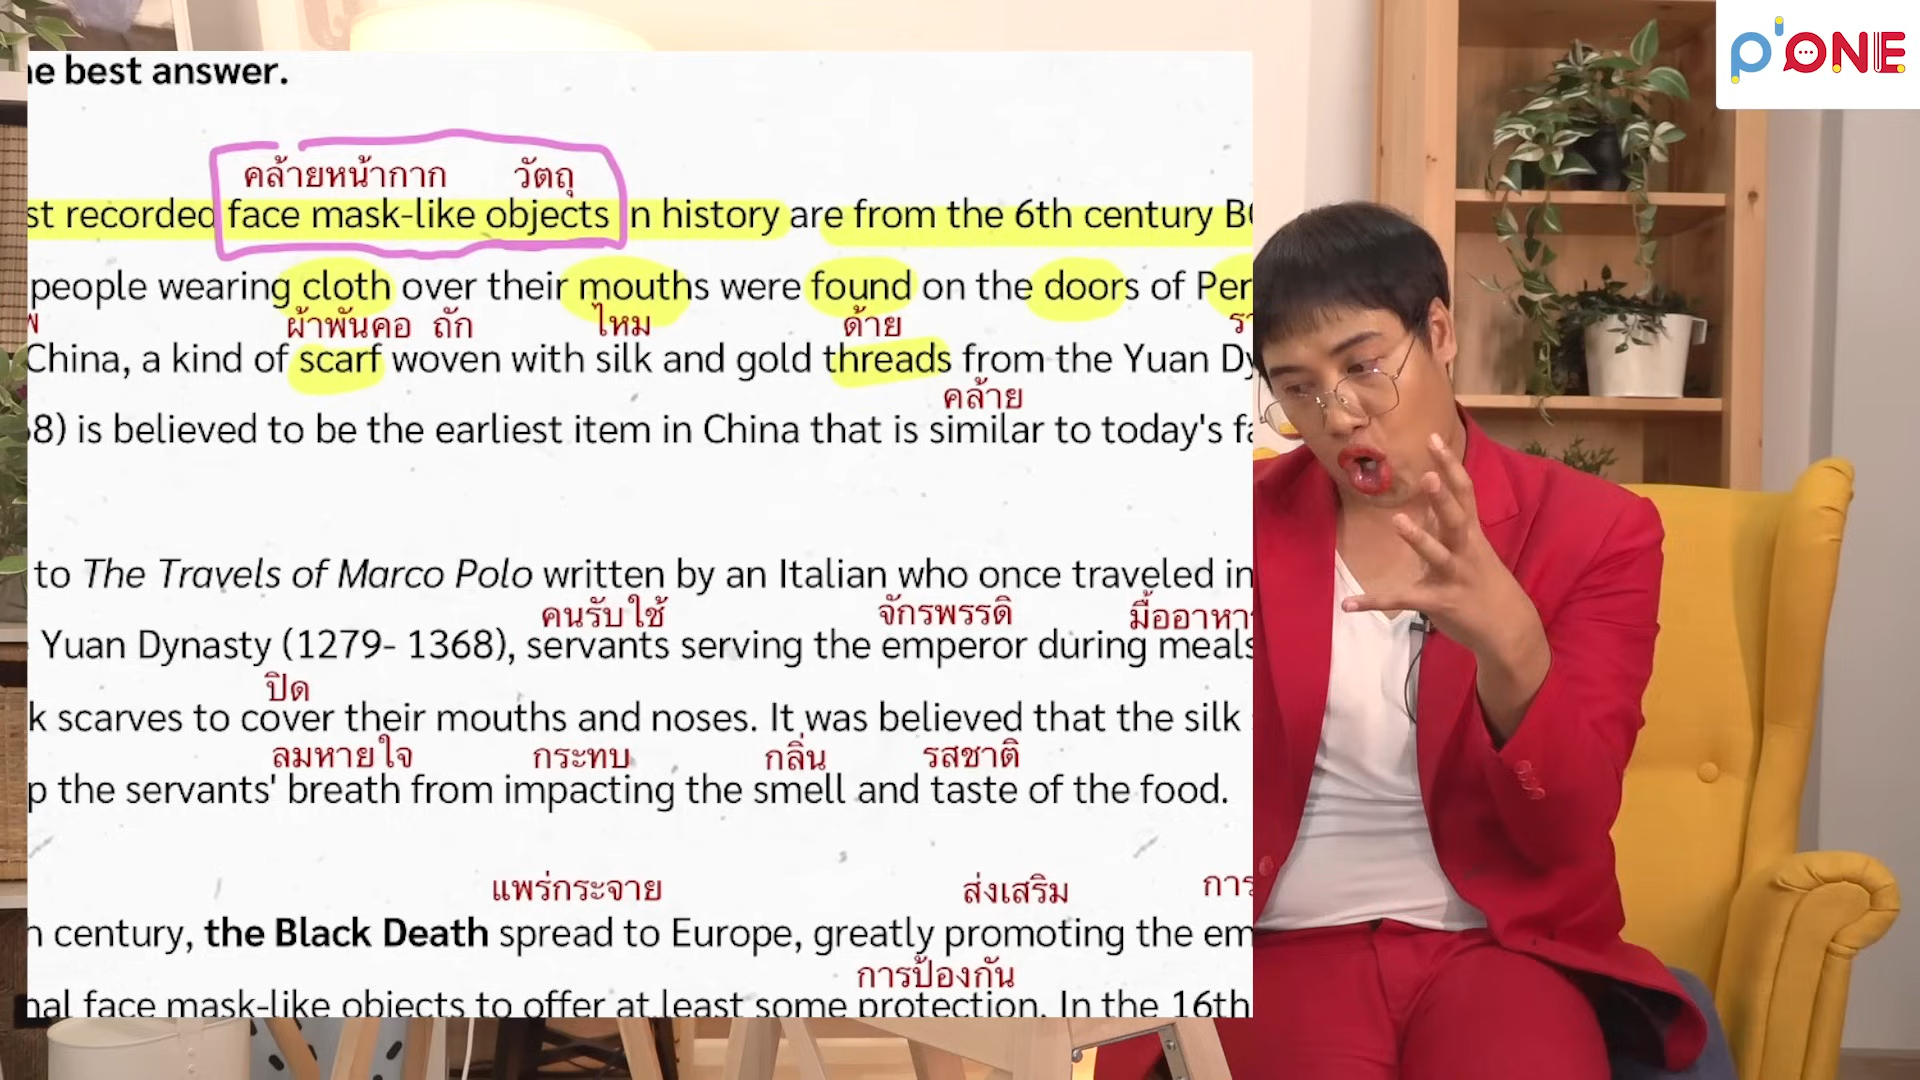 P'ONE
he best answer.
คล้ายหน้ากาก วัตถุ
st recorded face mask-like objects in history are from the 6th century BC
people wearing cloth over their mouths were found on the doors of Per
ผ้าพันคอ ถัก ไหม ด้าย
China, a kind of scarf woven with silk and gold threads from the Yuan Dy
คล้าย
68) is believed to be the earliest item in China that is similar to today's fa
to The Travels of Marco Polo written by an Italian who once traveled in
คนรับใช้ จักรพรรดิ มื้ออาหาร
Yuan Dynasty (1279- 1368), servants serving the emperor during meals
ปิด
k scarves to cover their mouths and noses. It was believed that the silk
ลมหายใจ กระทบ กลิ่น รสชาติ
p the servants' breath from impacting the smell and taste of the food.
แพร่กระจาย ส่งเสริม การ
h century, the Black Death spread to Europe, greatly promoting the em
การป้องกัน
nal face mask-like objects to offer at least some protection. In the 16th